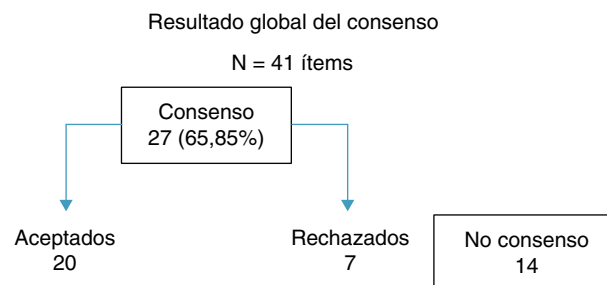 Resultado global del consenso
N = 41 ítems
Consenso
27 (65,85%)
Aceptados
20
Rechazados
7
No consenso
14